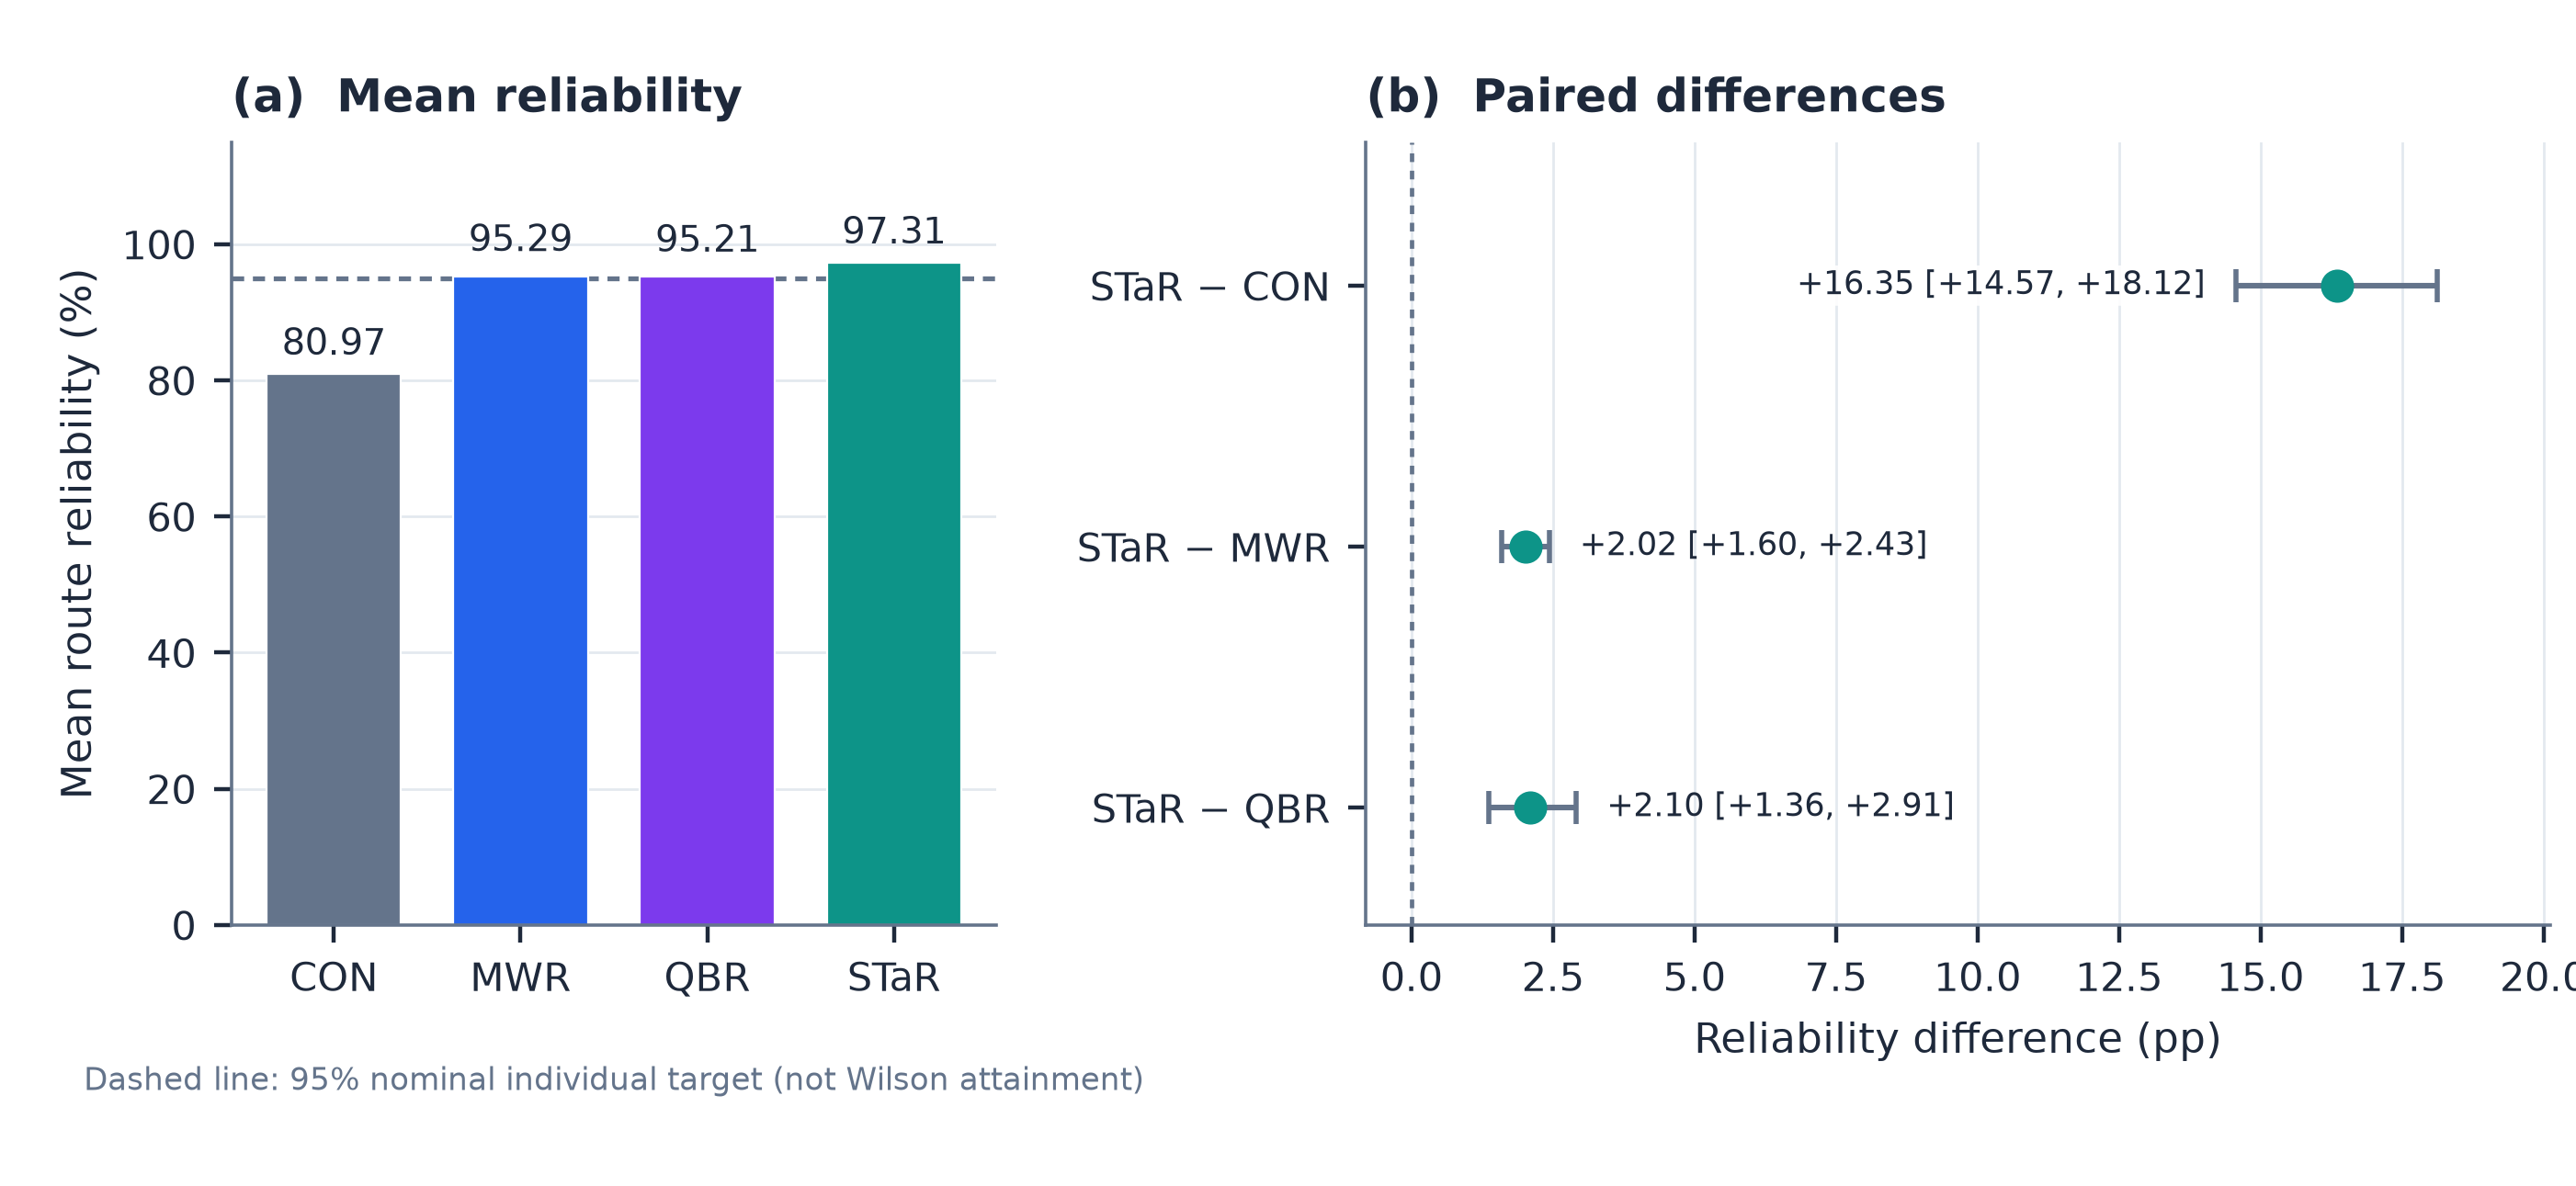 (a) Mean reliability
Mean route reliability (%)
100
80
60
40
20
0
80.97
95.29
95.21
97.31
CON
MWR
QBR
STaR
Dashed line: 95% nominal individual target (not Wilson attainment)
(b) Paired differences
STaR − CON
+16.35 [+14.57, +18.12]
STaR − MWR
+2.02 [+1.60, +2.43]
STaR − QBR
+2.10 [+1.36, +2.91]
0.0
2.5
5.0
7.5
10.0
12.5
15.0
17.5
20.0
Reliability difference (pp)